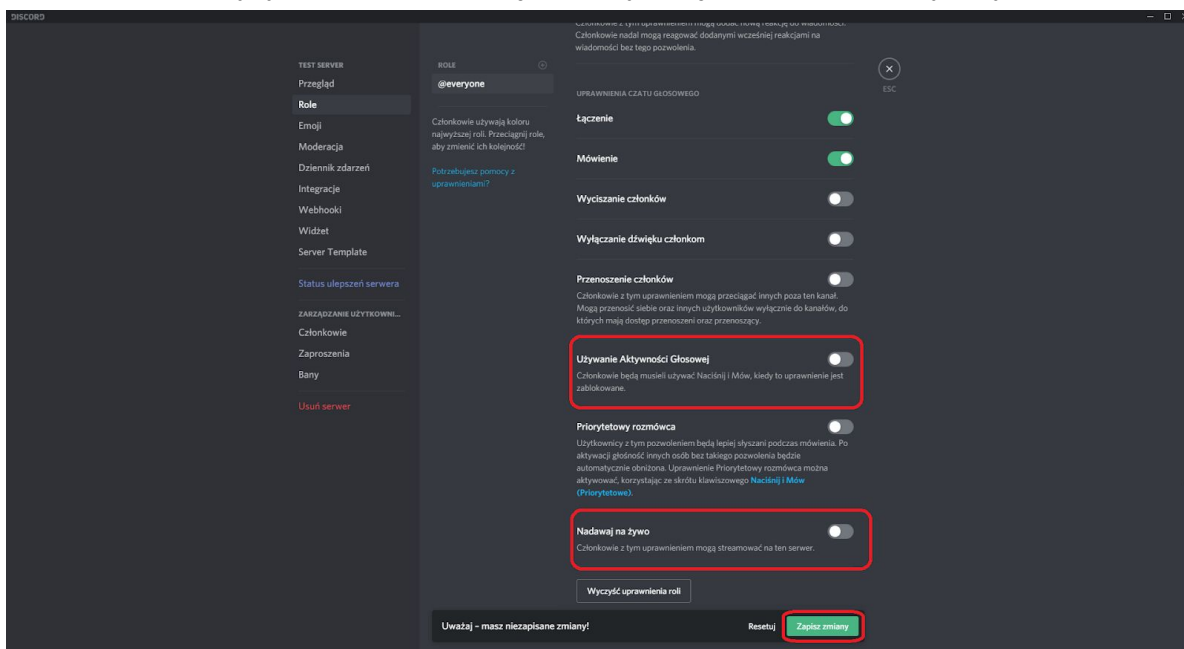 DISCORD
TEST SERVER
Przegląd
Role
Emoji
Moderacja
Dziennik zdarzeń
Integracje
Webhooki
Widżet
Server Template
Status ulepszeń serwera
ZARZĄDZANIE UŻYTKOWNI...
Członkowie
Zaproszenia
Bany
Usuń serwer
ROLE
@everyone
Członkowie używają koloru
najwyższej roli. Przeciągnij role,
aby zmienić ich kolejność!
Potrzebujesz pomocy z
uprawnieniami?
Członkowie z tym uprawnieniem mogą dodać nową reakcję do wiadomości.
Członkowie nadal mogą reagować dodanymi wcześniej reakcjami na
wiadomości bez tego pozwolenia.
UPRAWNIENIA CZATU GŁOSOWEGO
Łączenie
Mówienie
Wyciszanie członków
Wyłączanie dźwięku członkom
Przenoszenie członków
Członkowie z tym uprawnieniem mogą przeciągać innych poza ten kanał.
Mogą przenosić siebie oraz innych użytkowników wyłącznie do kanałów, do
których mają dostęp przenoszeni oraz przenoszący.
Używanie Aktywności Głosowej
Członkowie będą musieli używać Naciśnij i Mów, kiedy to uprawnienie jest
zablokowane.
Priorytetowy rozmówca
Użytkownicy z tym pozwoleniem będą lepiej słyszani podczas mówienia. Po
aktywacji głośność innych osób bez takiego pozwolenia będzie
automatycznie obniżona. Uprawnienie Priorytetowy rozmówca można
aktywować, korzystając ze skrótu klawiszowego Naciśnij i Mów
(Priorytetowe).
Nadawaj na żywo
Członkowie z tym uprawnieniem mogą streamować na ten serwer.
Wyczyść uprawnienia roli
Uważaj – masz niezapisane zmiany!
Resetuj
Zapisz zmiany
ESC